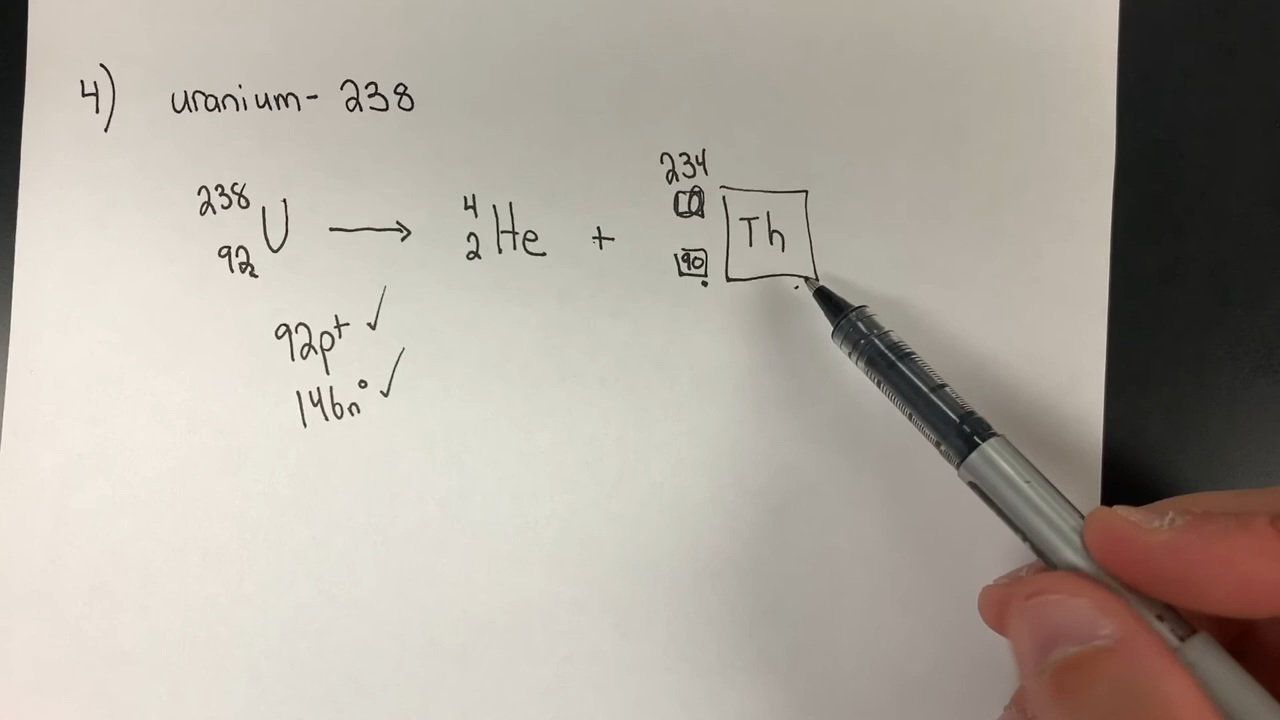 4) uranium- 238
238 92 U → 4 2 He + 234 90 Th
92p+ ✓
146n° ✓